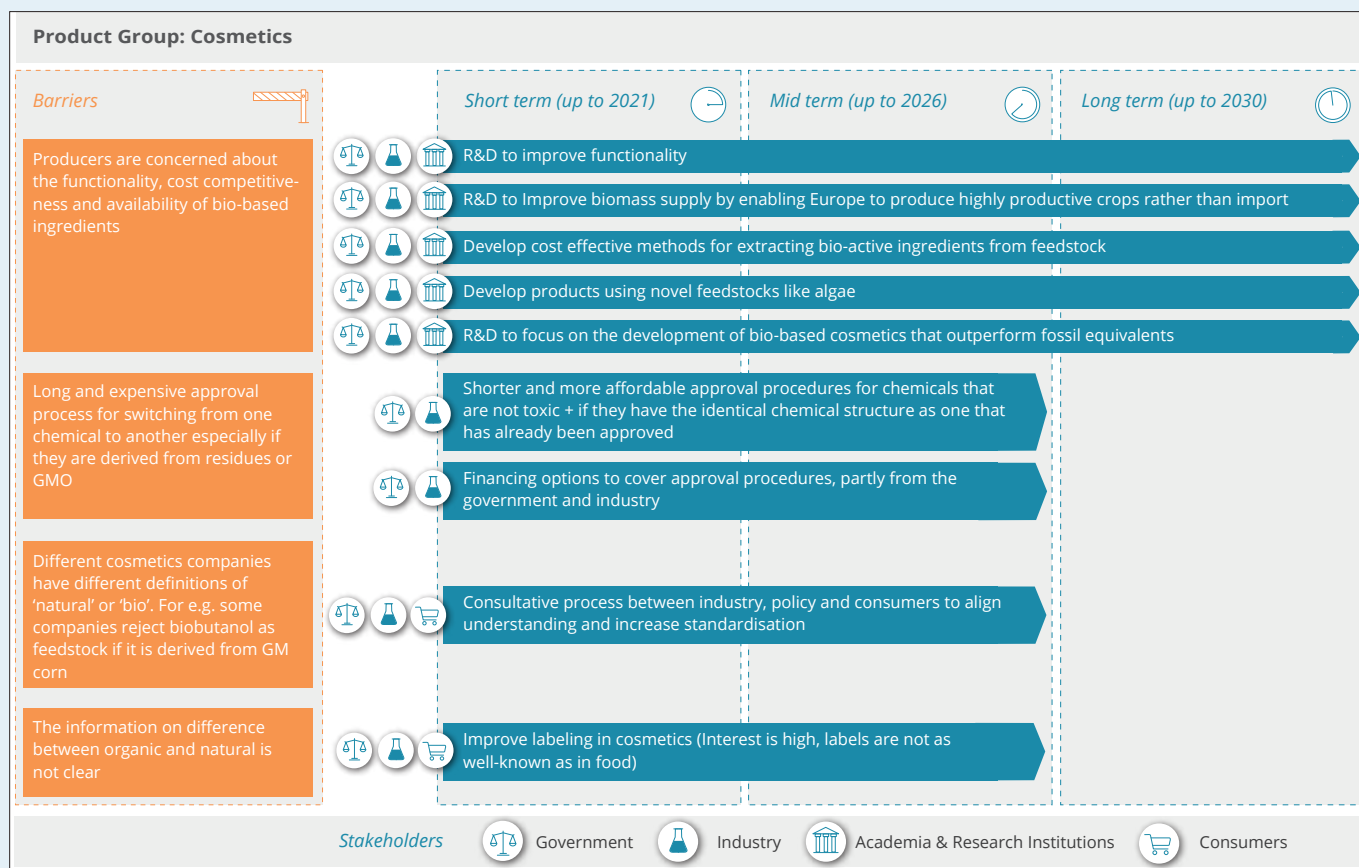 Product Group: Cosmetics
Barriers
Short term (up to 2021)
Mid term (up to 2026)
Long term (up to 2030)
Producers are concerned about
the functionality, cost competitive-
ness and availability of bio-based
ingredients
R&D to improve functionality
R&D to Improve biomass supply by enabling Europe to produce highly productive crops rather than import
Develop cost effective methods for extracting bio-active ingredients from feedstock
Develop products using novel feedstocks like algae
R&D to focus on the development of bio-based cosmetics that outperform fossil equivalents
Long and expensive approval
process for switching from one
chemical to another especially if
they are derived from residues or
GMO
Shorter and more affordable approval procedures for chemicals that
are not toxic + if they have the identical chemical structure as one that
has already been approved
Financing options to cover approval procedures, partly from the
government and industry
Different cosmetics companies
have different definitions of
‘natural’ or ‘bio’. For e.g. some
companies reject biobutanol as
feedstock if it is derived from GM
corn
Consultative process between industry, policy and consumers to align
understanding and increase standardisation
The information on difference
between organic and natural is
not clear
Improve labeling in cosmetics (Interest is high, labels are not as
well-known as in food)
Stakeholders
Government
Industry
Academia & Research Institutions
Consumers